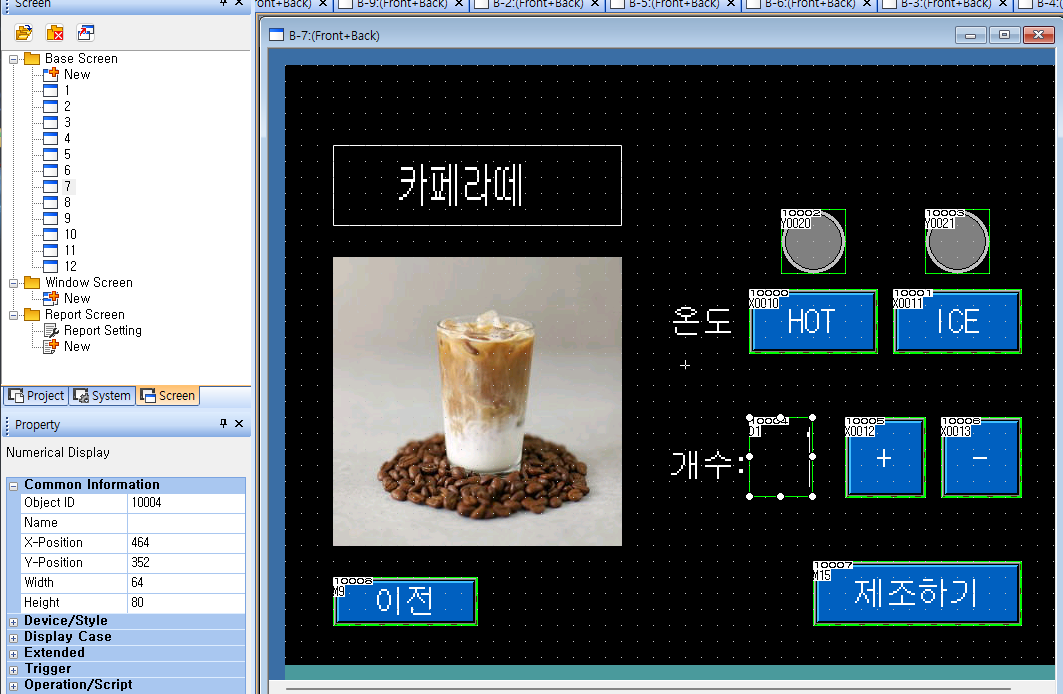 Screen
ont+Back)
B-9:(Front+Back)
B-2:(Front+Back)
B-5:(Front+Back)
B-6:(Front+Back)
B-3:(Front+Back)
B-4:(
B-7:(Front+Back)
Base Screen
New
1
2
3
4
5
6
7
8
9
10
11
12
Window Screen
New
Report Screen
Report Setting
New
Project
System
Screen
Property
Numerical Display
Common Information
Object ID 10004
Name
X-Position 464
Y-Position 352
Width 64
Height 80
Device/Style
Display Case
Extended
Trigger
Operation/Script
카페라떼
10002
Y0020
10003
Y0021
온도
10000
X0010
HOT
10001
X0011
ICE
개수:
10004
D1
10005
X0012
+
10006
X0013
-
10008
M9
이전
10007
M15
제조하기